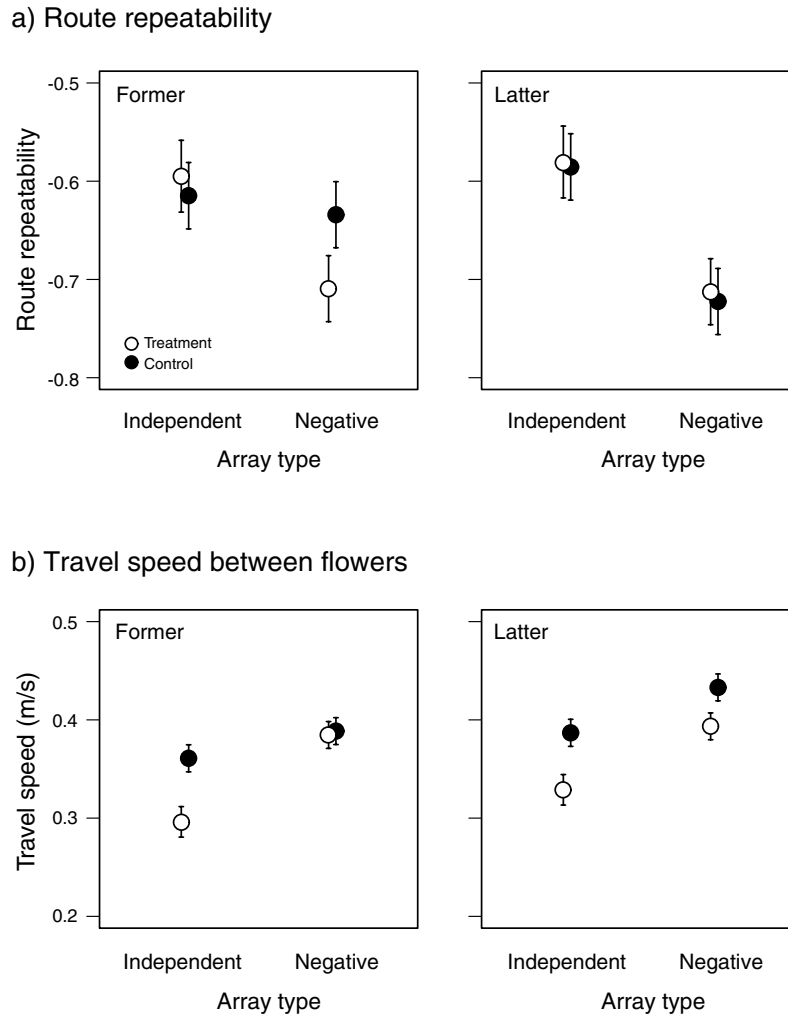 a) Route repeatability
Former
Latter
-0.5
-0.6
-0.7
-0.8
Route repeatability
Treatment
Control
Independent
Negative
Independent
Negative
Array type
Array type
b) Travel speed between flowers
Former
Latter
0.5
0.4
0.3
0.2
Travel speed (m/s)
Independent
Negative
Independent
Negative
Array type
Array type